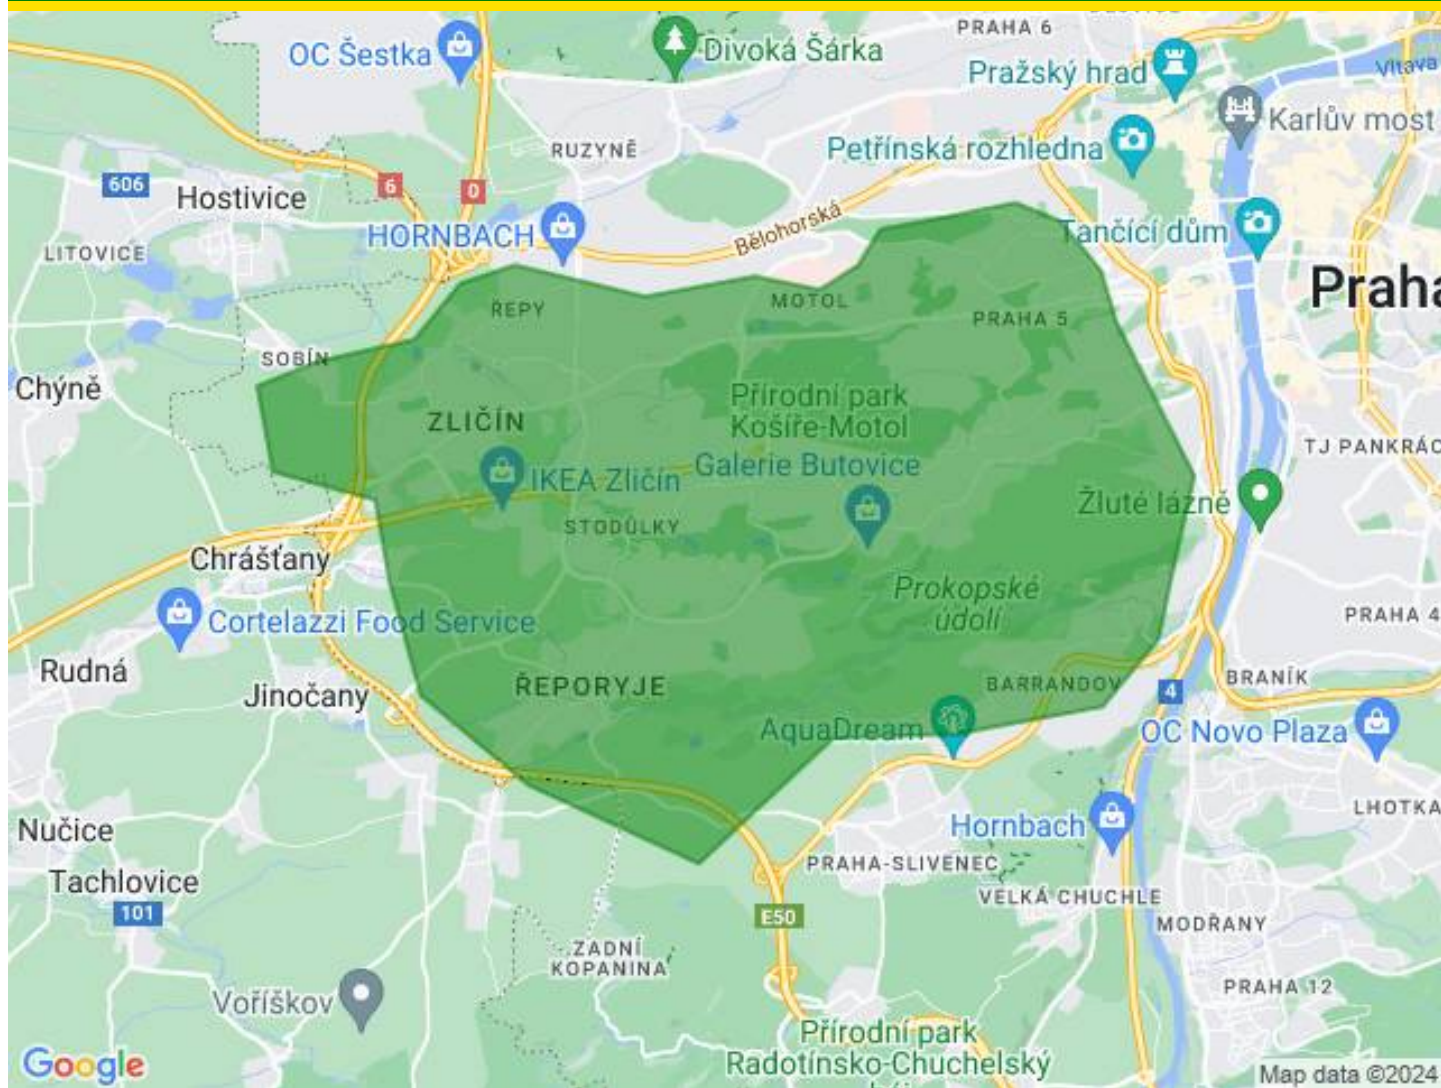 PRAHA 6
OC Šestka
Divoká Šárka
Pražský hrad
Vltava
Karlův most
RUZYNĚ
Petřínská rozhledna
606
Hostivice
6
0
HORNBACH
Bělohorská
Tančící dům
LITOVICE
Praha
ŘEPY
MOTOL
PRAHA 5
SOBÍN
Chýně
Přírodní park
Košíře-Motol
ZLIČÍN
TJ PANKRÁC
IKEA Zličín
Galerie Butovice
Žluté lázně
STODŮLKY
Chrášťany
Prokopské
údolí
Cortelazzi Food Service
PRAHA 4
Rudná
Jinočany
ŘEPORYJE
BARRANDOV
4
BRANÍK
AquaDream
OC Novo Plaza
Nučice
Hornbach
LHOTKA
Tachlovice
PRAHA-SLIVENEC
VELKÁ CHUCHLE
101
E50
MODŘANY
ZADNÍ
KOPANINA
Voříškov
PRAHA 12
Přírodní park
Radotínsko-Chuchelský
Google
Map data ©2024